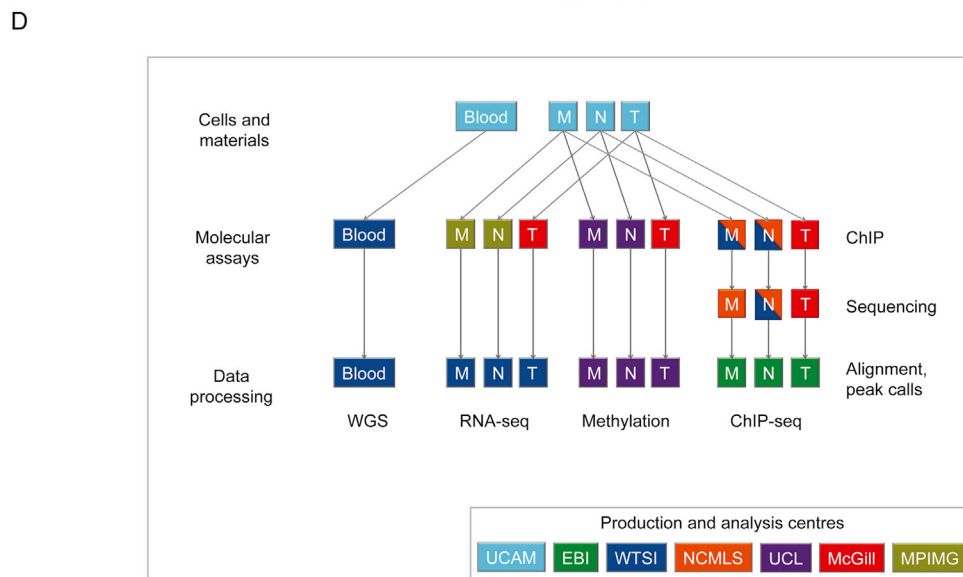 D
Cells and
materials
Blood M N T
Molecular
assays
Blood M N T M N T M N T ChIP
M N T Sequencing
Data
processing
Blood M N T M N T M N T Alignment,
peak calls
WGS RNA-seq Methylation ChIP-seq
Production and analysis centres
UCAM EBI WTSI NCMLS UCL McGill MPIMG